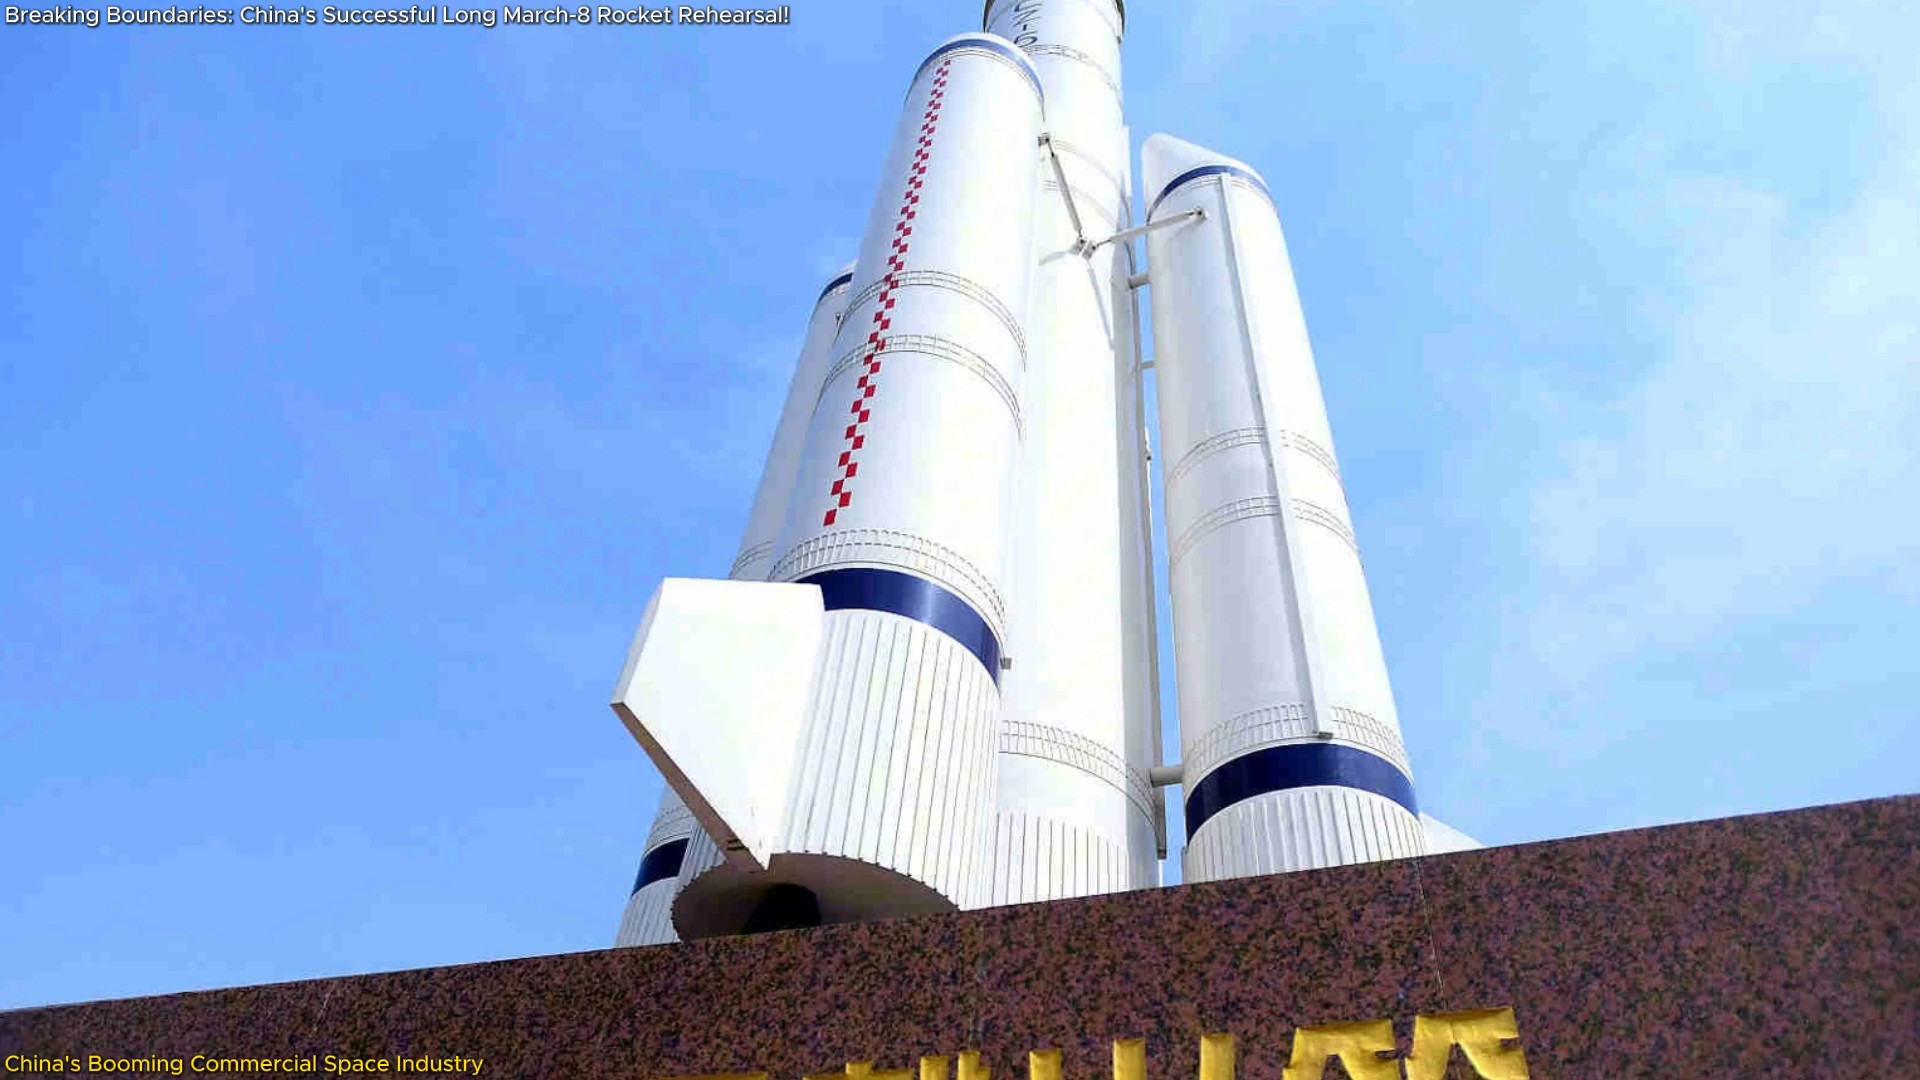 Breaking Boundaries: China's Successful Long March-8 Rocket Rehearsal!
China's Booming Commercial Space Industry